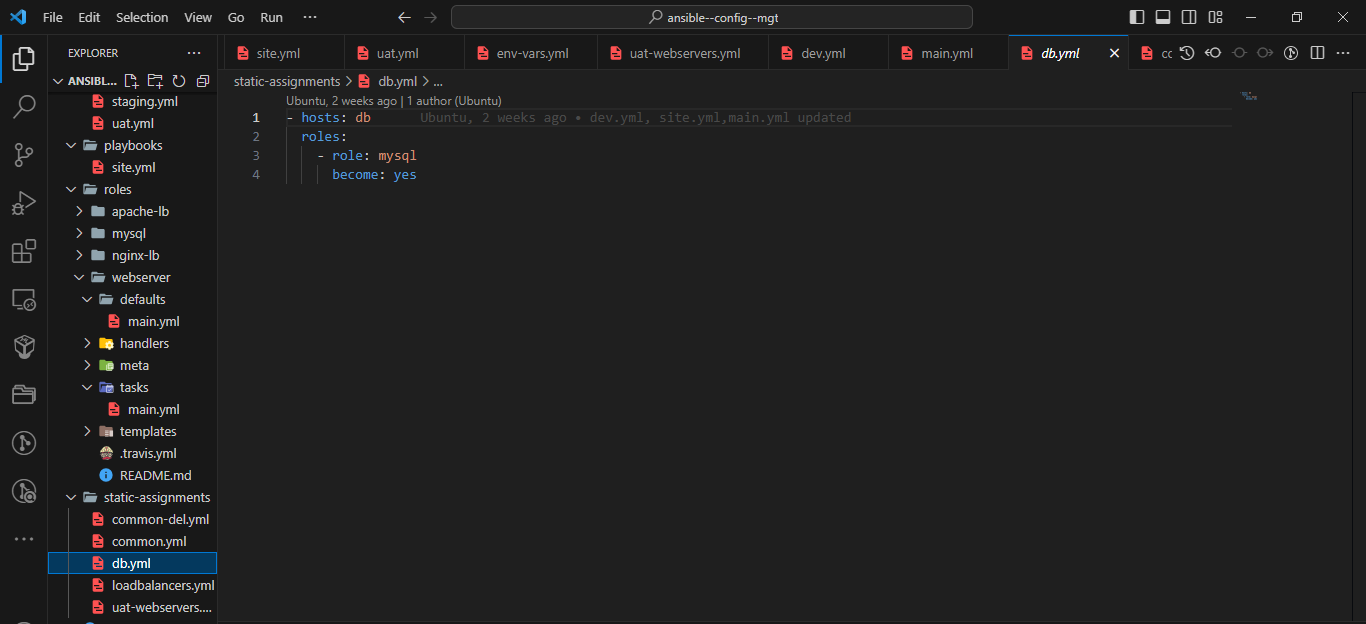 File Edit Selection View Go Run ··· ansible--config--mgt
EXPLORER ···
ANSIBL...
staging.yml
uat.yml
playbooks
site.yml
roles
apache-lb
mysql
nginx-lb
webserver
defaults
main.yml
handlers
meta
tasks
main.yml
templates
.travis.yml
README.md
static-assignments
common-del.yml
common.yml
db.yml
loadbalancers.yml
uat-webservers....
site.yml uat.yml env-vars.yml uat-webservers.yml dev.yml main.yml db.yml cc
static-assignments > db.yml > ...
Ubuntu, 2 weeks ago | 1 author (Ubuntu)
1 - hosts: db Ubuntu, 2 weeks ago • dev.yml, site.yml,main.yml updated
2 roles:
3 - role: mysql
4 become: yes